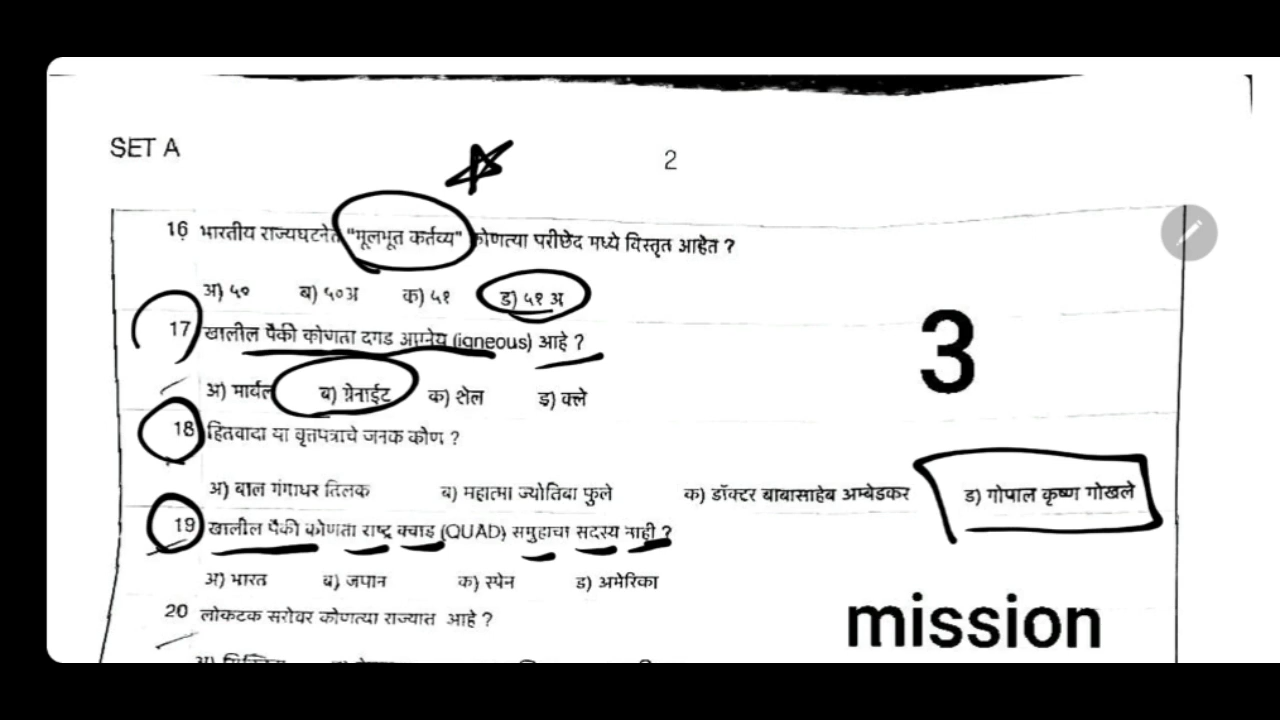 SET A
2
16 भारतीय राज्यघटनेत "मूलभूत कर्तव्य" कोणत्या परीछेद मध्ये विस्तृत आहेत ?
अ) ५० ब) ५०अ क) ५१ ड) ५१ अ
17 खालील पैकी कोणता दगड आग्नेय (igneous) आहे ?
3
अ) मार्बल ब) ग्रेनाईट क) शेल ड) क्ले
18 हितवादा या वृत्तपत्राचे जनक कोण ?
अ) बाल गंगाधर तिलक ब) महात्मा ज्योतिबा फुले क) डॉक्टर बाबासाहेब अम्बेडकर ड) गोपाल कृष्ण गोखले
19 खालील पैकी कोणता राष्ट्र क्वाड (QUAD) समुहाचा सदस्य नाही ?
अ) भारत ब) जपान क) स्पेन ड) अमेरिका
20 लोकटक सरोवर कोणत्या राज्यात आहे ?
mission